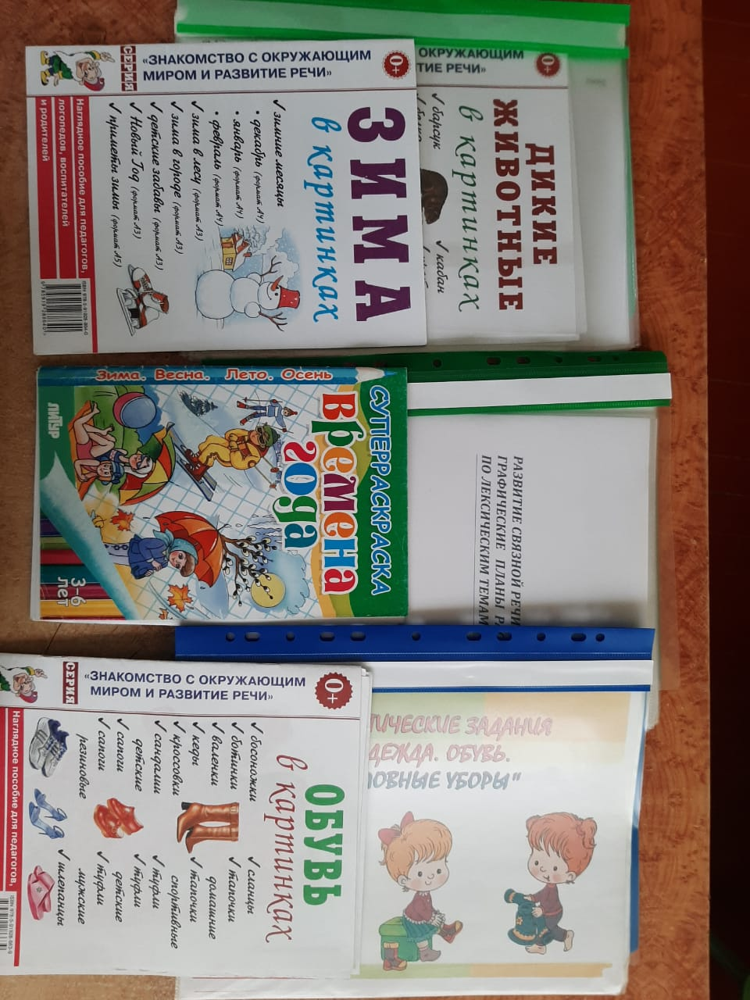 «ЗНАКОМСТВО С ОКРУЖАЮЩИМ
МИРОМ И РАЗВИТИЕ РЕЧИ»
СЕРИЯ
0+
ЗИМА
в картинках
✓ зимние месяцы
• декабрь (формат А4)
• январь (формат А4)
• февраль (формат А4)
✓ зима в лесу (формат А3)
✓ зима в городе (формат А3)
✓ детские забавы (формат А3)
✓ Новый Год (формат А3)
✓ приметы зимы (формат А5)
Наглядное пособие для педагогов,
логопедов, воспитателей
и родителей
ОКРУЖАЮЩИМ
ТИЕ РЕЧИ»
0+
ДИКИЕ
ЖИВОТНЫЕ
в картинках
✓ барсук
✓ кабан
Зима. Весна. Лето. Осень
СУПЕРРАСКРАСКА
Времена
года
ЛИТУР
3-6
лет
РАЗВИТИЕ СВЯЗНОЙ РЕЧИ
ГРАФИЧЕСКИЕ ПЛАНЫ РА
ПО ЛЕКСИЧЕСКИМ ТЕМАМ
«ЗНАКОМСТВО С ОКРУЖАЮЩИМ
МИРОМ И РАЗВИТИЕ РЕЧИ»
СЕРИЯ
0+
ОБУВЬ
в картинках
✓ босоножки
✓ ботинки
✓ валенки
✓ кеды
✓ кроссовки
✓ сандалии
детские
✓ сапоги
✓ сапоги
резиновые
✓ сланцы
✓ тапочки
домашние
✓ тапочки
спортивные
✓ туфли
✓ туфли
детские
✓ туфли
мужские
✓ шлепанцы
Наглядное пособие для педагогов,
ТИЧЕСКИЕ ЗАДАНИЯ
ДЕЖДА. ОБУВЬ.
ОВНЫЕ УБОРЫ"